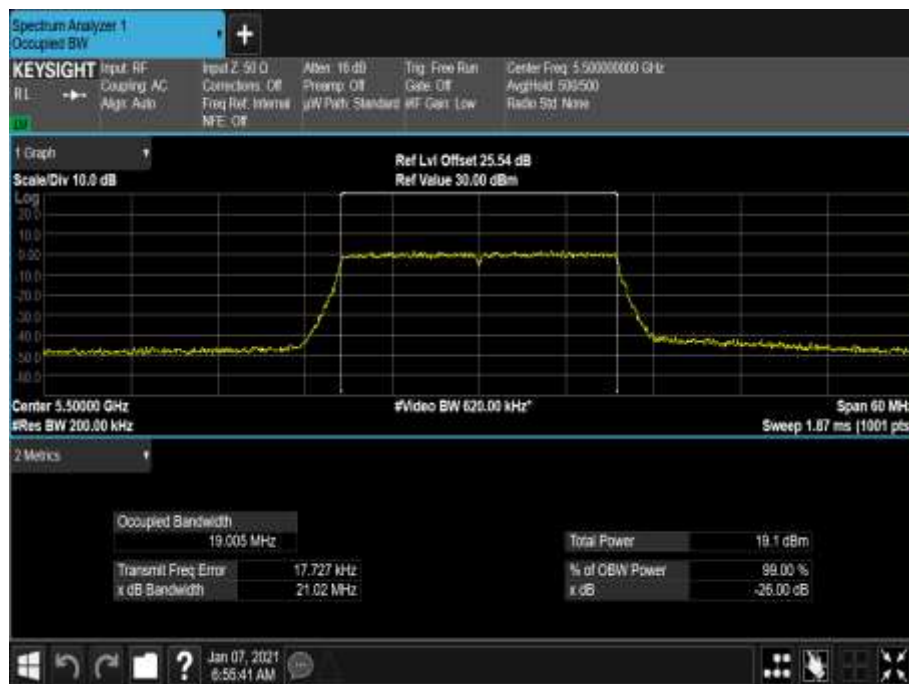 Spectrum Analyzer 1
Occupied BW
+
KEYSIGHT
RL
Input: RF
Coupling: AC
Align: Auto
Input Z: 50 Ω
Corrections: Off
Freq Ref: Internal
NFE: Off
Atten: 16 dB
Preamp: Off
µW Path: Standard
Trig: Free Run
Gate: Off
#IF Gain: Low
Center Freq: 5.500000000 GHz
Avg|Hold: 500/500
Radio Std: None
1 Graph
Scale/Div 10.0 dB
Ref Lvl Offset 25.54 dB
Ref Value 30.00 dBm
Log
20.0
10.0
0.00
-10.0
-20.0
-30.0
-40.0
-50.0
-60.0
Center 5.50000 GHz
#Video BW 620.00 kHz*
Span 60 MH
#Res BW 200.00 kHz
Sweep 1.87 ms (1001 pts
2 Metrics
Occupied Bandwidth
19.005 MHz
Total Power 19.1 dBm
Transmit Freq Error 17.727 kHz
% of OBW Power 99.00 %
x dB Bandwidth 21.02 MHz
x dB -26.00 dB
?
Jan 07, 2021
6:55:41 AM